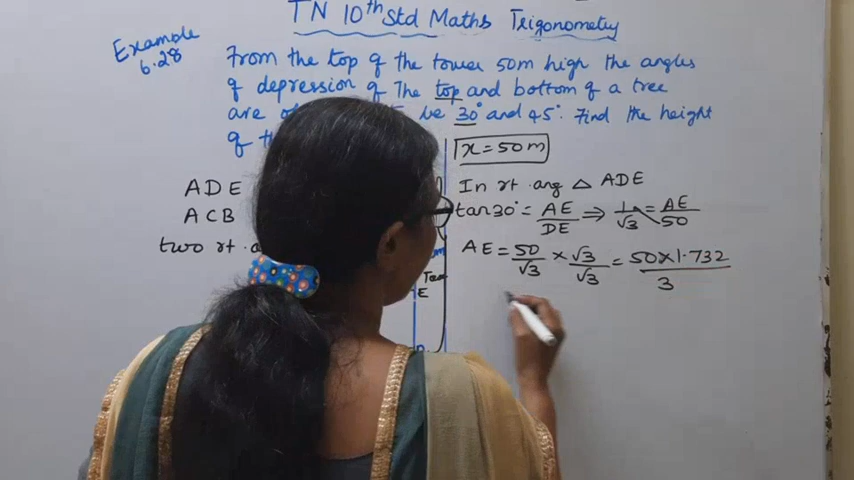 TN 10th Std Maths Trigonometry
Example 6.28
From the top of the tower 50m high the angles
of depression of The top and bottom of a tree
are be 30° and 45°. Find the height
of
x = 50 m
ADE
ACB
two rt.
In rt. ang △ ADE
tan 30° = AE/DE ⇒ 1/√3 = AE/50
AE = 50/√3 × √3/√3 = 50×1.732/3
E